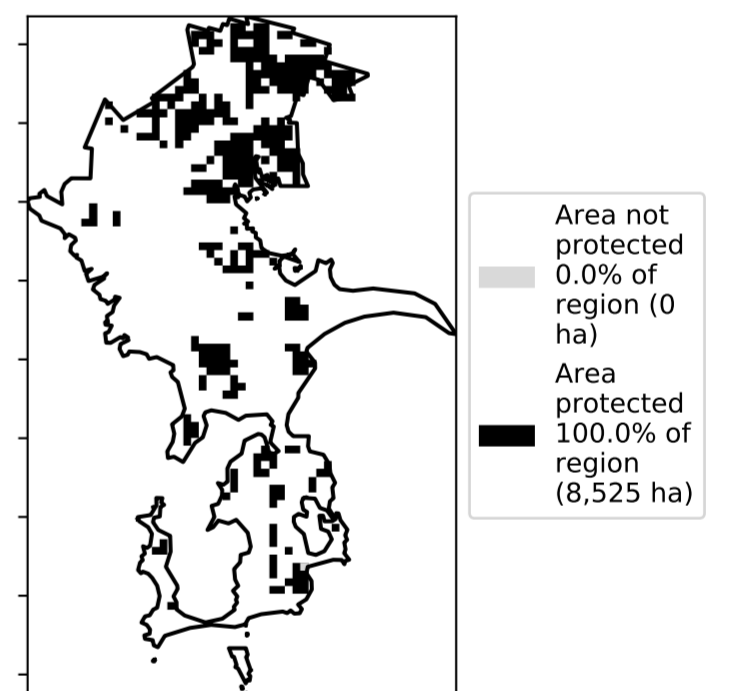 Area not
protected
0.0% of
region (0
ha)
Area
protected
100.0% of
region
(8,525 ha)